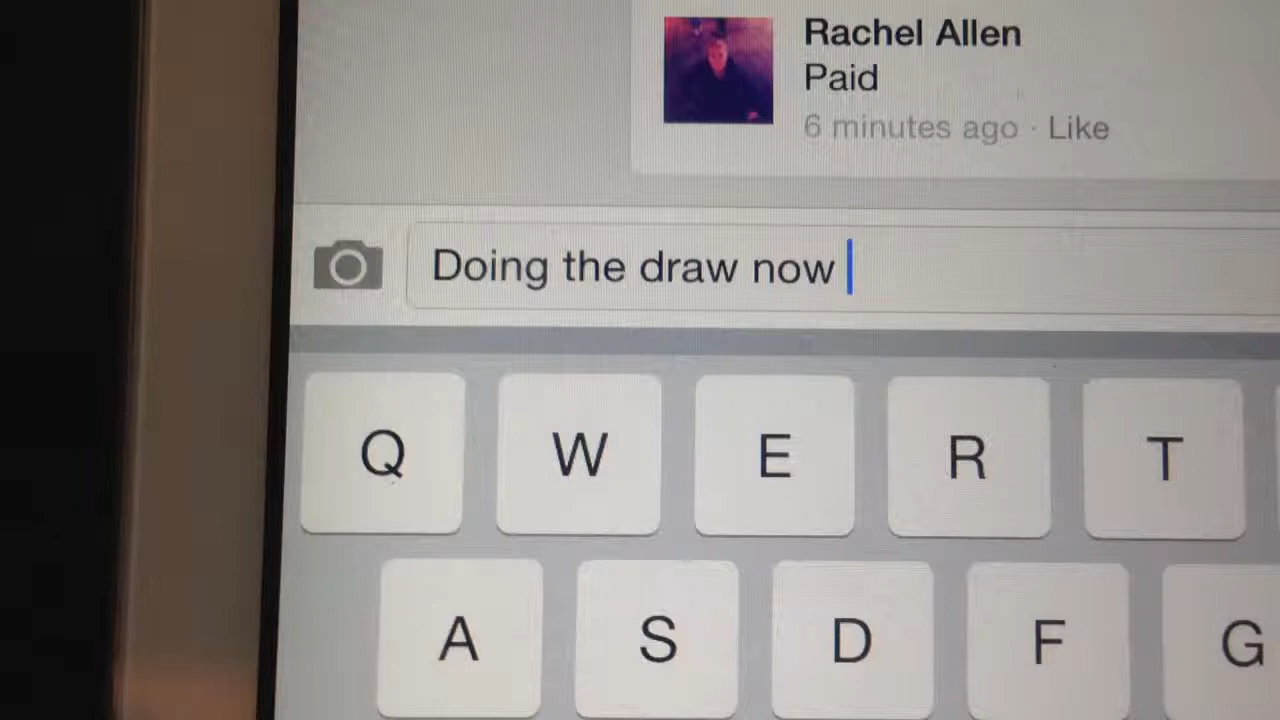 Rachel Allen
Paid
6 minutes ago · Like
Doing the draw now
Q W E R T
A S D F G